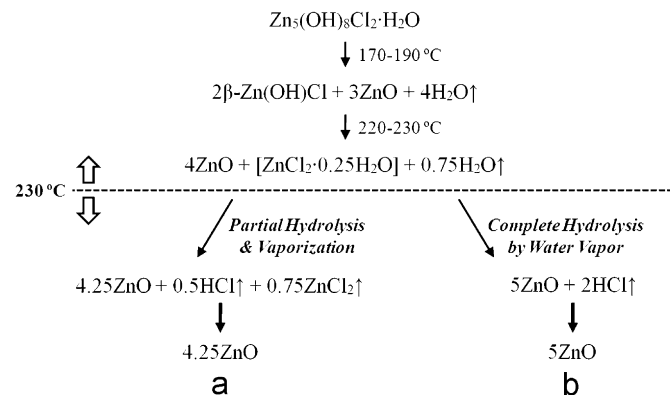 Zn₅(OH)₈Cl₂·H₂O
170-190 ºC
2β-Zn(OH)Cl + 3ZnO + 4H₂O↑
220-230 ºC
4ZnO + [ZnCl₂·0.25H₂O] + 0.75H₂O↑
230 ºC
Partial Hydrolysis
& Vaporization
Complete Hydrolysis
by Water Vapor
4.25ZnO + 0.5HCl↑ + 0.75ZnCl₂↑
5ZnO + 2HCl↑
4.25ZnO
5ZnO
a
b